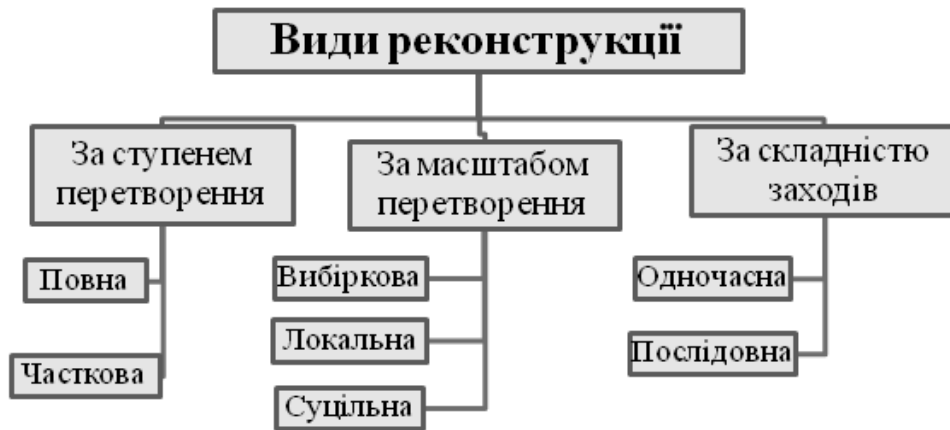 Види реконструкції
За ступенем
перетворення
Повна
Часткова
За масштабом
перетворення
Вибіркова
Локальна
Суцільна
За складністю
заходів
Одночасна
Послідовна